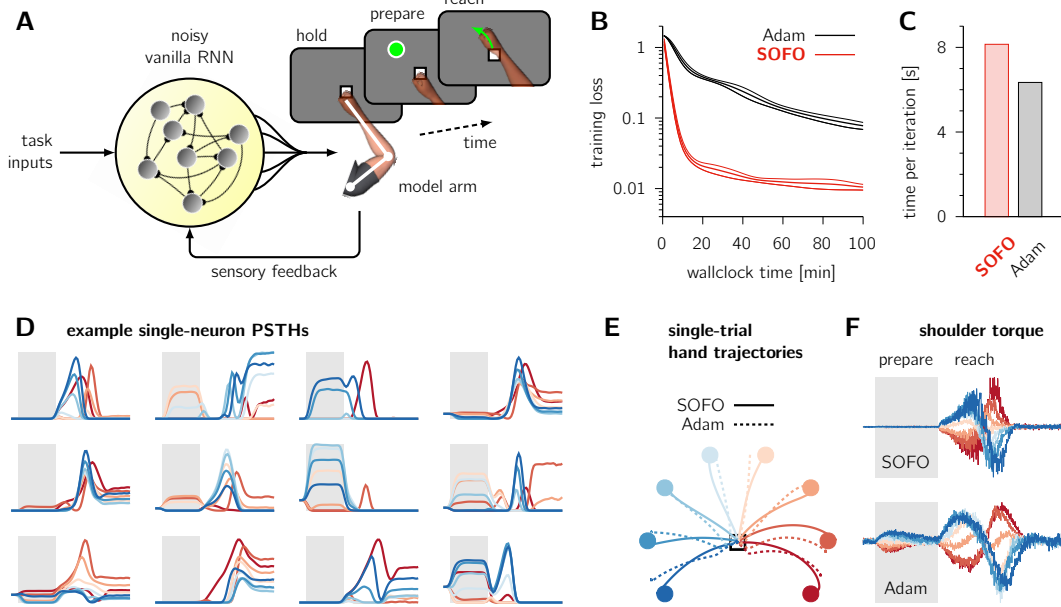 A
noisy
vanilla RNN
task
inputs
hold
prepare
reach
time
model arm
sensory feedback
B
Adam
SOFO
training loss
1
0.1
0.01
0 20 40 60 80 100
wallclock time [min]
C
time per iteration [s]
8
4
0
SOFO
Adam
D example single-neuron PSTHs
E single-trial
hand trajectories
SOFO
Adam
F shoulder torque
prepare reach
SOFO
Adam